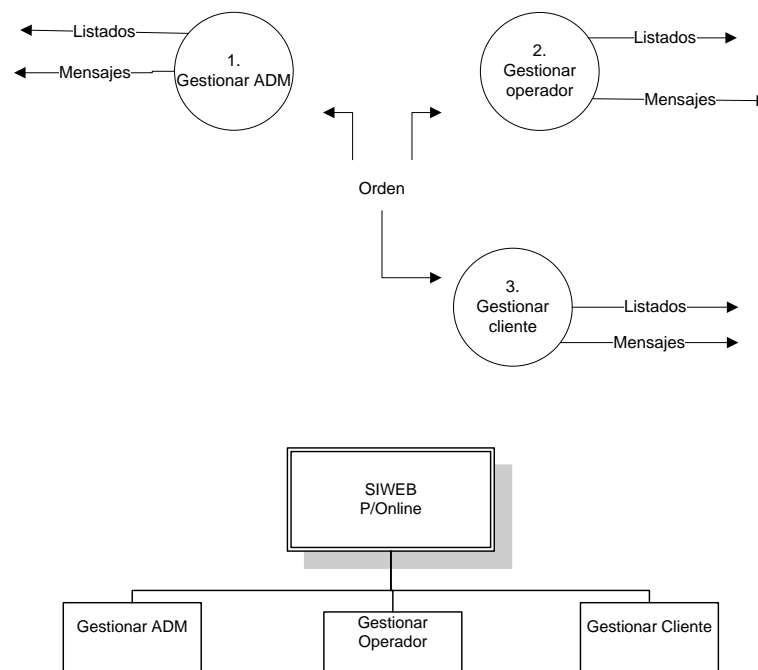 Listados
Mensajes
1.
Gestionar ADM
2.
Gestionar
operador
Listados
Mensajes
Orden
3.
Gestionar
cliente
Listados
Mensajes
SIWEB
P/Online
Gestionar ADM
Gestionar
Operador
Gestionar Cliente